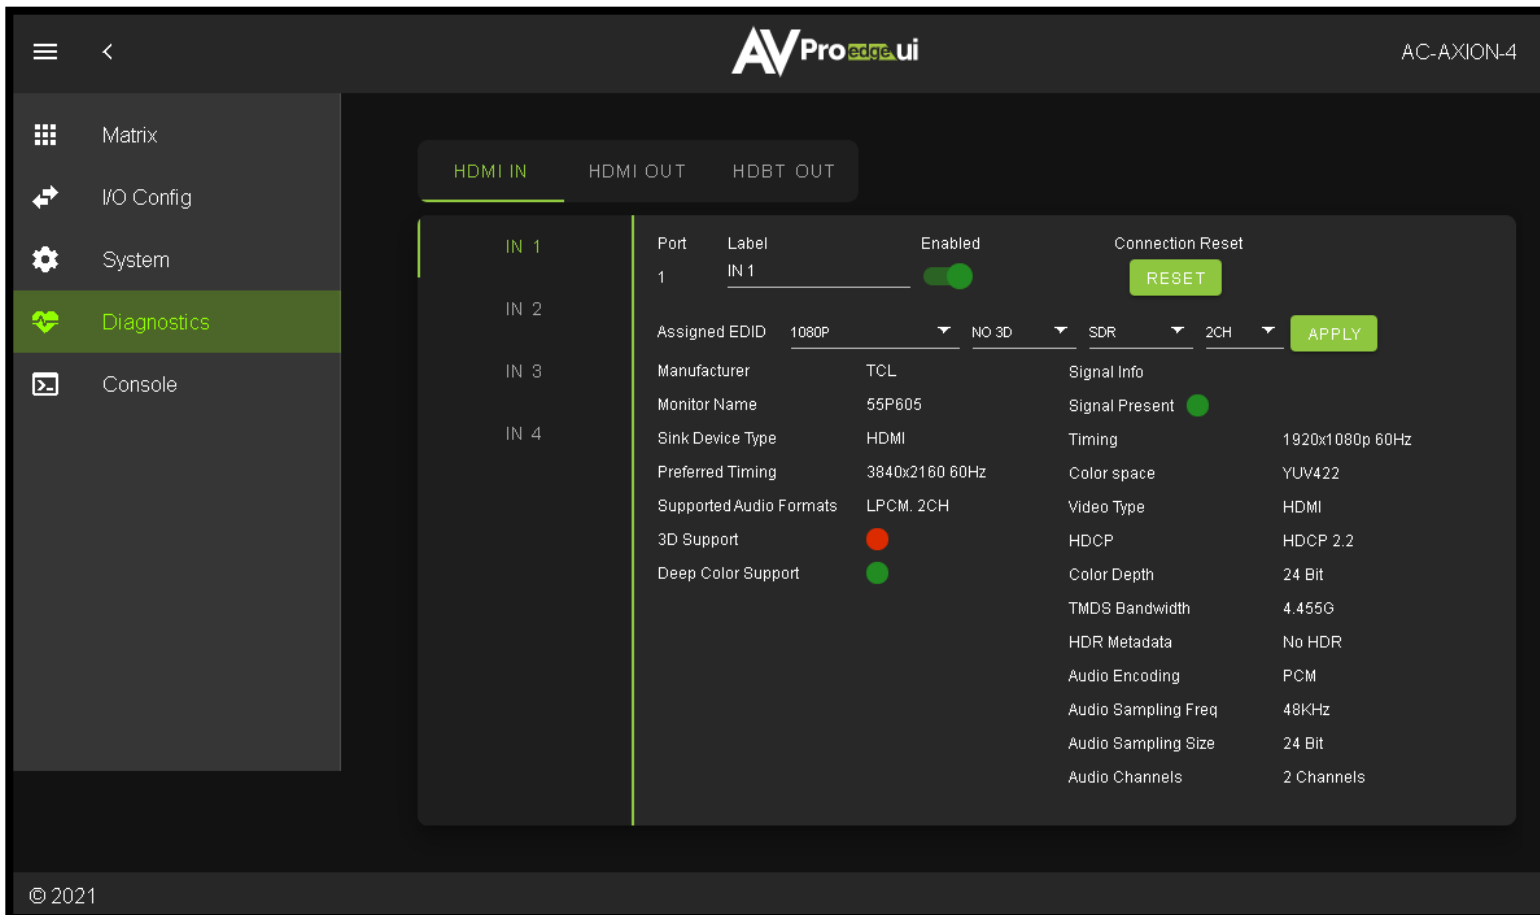 AVPro edge.ui
AC-AXION-4
Matrix
I/O Config
System
Diagnostics
Console
HDMI IN HDMI OUT HDBT OUT
IN 1
IN 2
IN 3
IN 4
Port Label Enabled Connection Reset
1 IN 1 RESET
Assigned EDID 1080P NO 3D SDR 2CH APPLY
Manufacturer TCL
Monitor Name 55P605
Sink Device Type HDMI
Preferred Timing 3840x2160 60Hz
Supported Audio Formats LPCM. 2CH
3D Support
Deep Color Support
Signal Info
Signal Present
Timing 1920x1080p 60Hz
Color space YUV422
Video Type HDMI
HDCP HDCP 2.2
Color Depth 24 Bit
TMDS Bandwidth 4.455G
HDR Metadata No HDR
Audio Encoding PCM
Audio Sampling Freq 48KHz
Audio Sampling Size 24 Bit
Audio Channels 2 Channels
© 2021